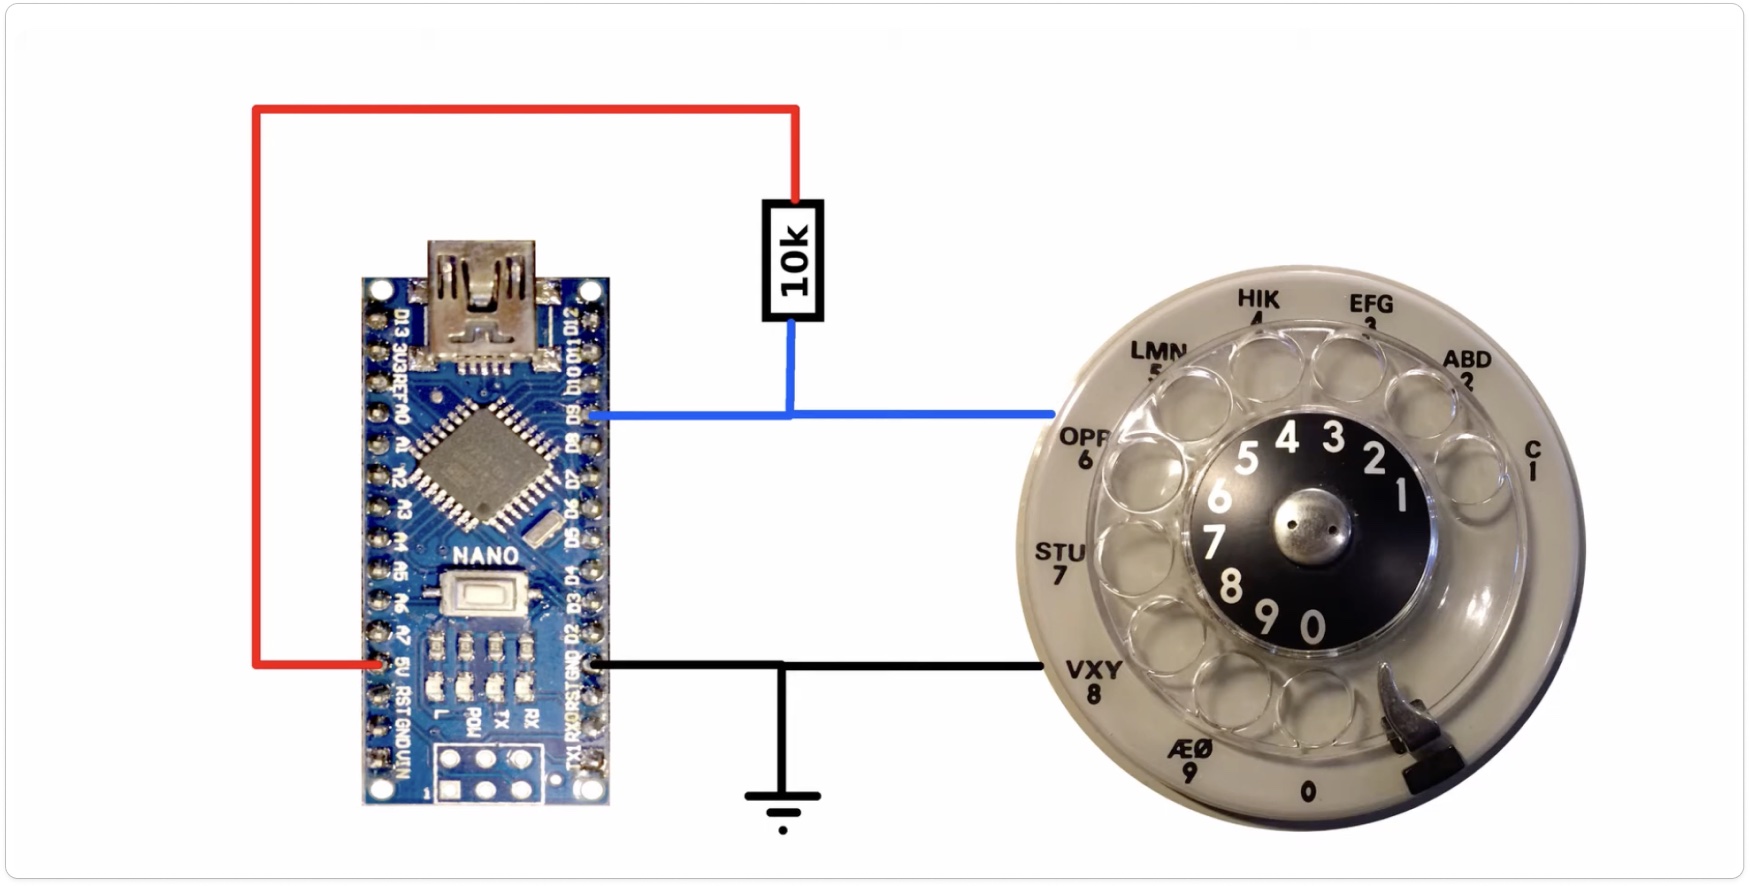 10k
D13
3V3
REF
A0
A1
A2
A3
A4
A5
A6
A7
5V
RST
GND
VIN
D12
D11
D10
D9
D8
D7
D6
D5
D4
D3
D2
GND
RST
RX0
TX1
NANO
L
POW
TX
RX
1
HIK
4
EFG
3
LMN
5
ABD
2
6
C
1
STU
7
VXY
8
ÆØ
9
0
1
2
3
4
5
6
7
8
9
0